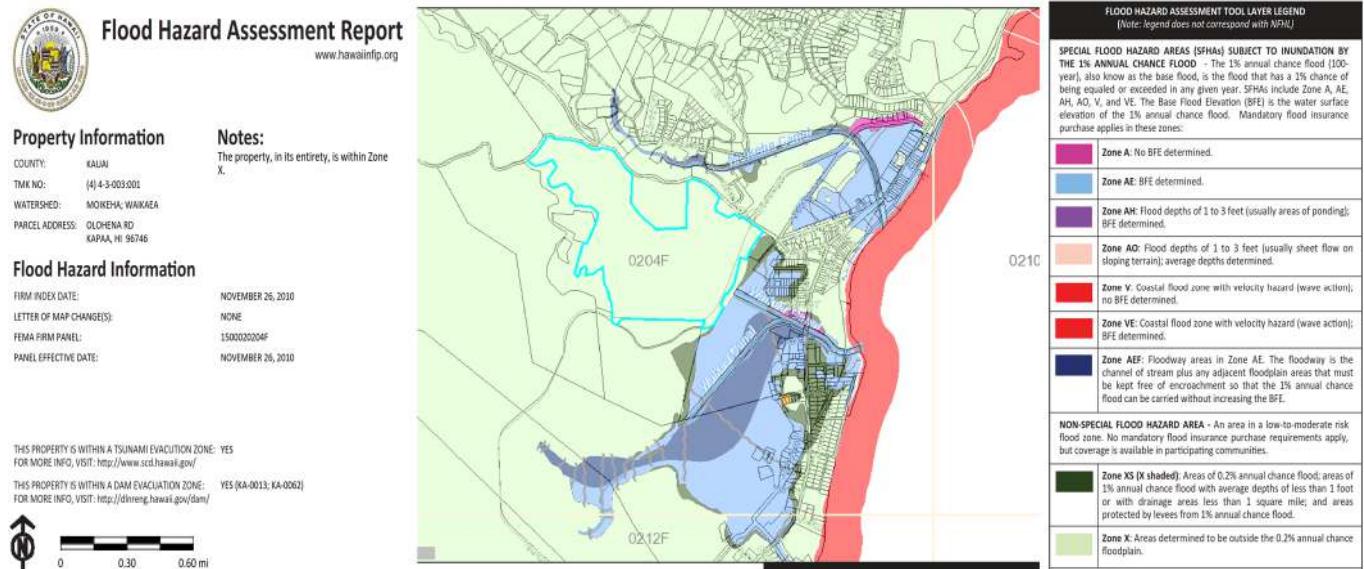 STATE OF HAWAII
1959
Flood Hazard Assessment Report
www.hawaiinfip.org
Property Information
COUNTY: KAUAI
TMK NO: (4) 4-3-003:001
WATERSHED: MOIKEHA; WAIKAEA
PARCEL ADDRESS: OLOHENA RD
KAPAA, HI 96746
Notes:
The property, in its entirety, is within Zone
X.
Flood Hazard Information
FIRM INDEX DATE: NOVEMBER 26, 2010
LETTER OF MAP CHANGE(S): NONE
FEMA FIRM PANEL: 1500020204F
PANEL EFFECTIVE DATE: NOVEMBER 26, 2010
THIS PROPERTY IS WITHIN A TSUNAMI EVACUTION ZONE: YES
FOR MORE INFO, VISIT: http://www.scd.hawaii.gov/
THIS PROPERTY IS WITHIN A DAM EVACUATION ZONE: YES (KA-0013; KA-0062)
FOR MORE INFO, VISIT: http://dlnreng.hawaii.gov/dam/
N
0 0.30 0.60 mi
Canal
0204F
0210
Canal
0212F
FLOOD HAZARD ASSESSMENT TOOL LAYER LEGEND
(Note: legend does not correspond with NFHL)
SPECIAL FLOOD HAZARD AREAS (SFHAs) SUBJECT TO INUNDATION BY
THE 1% ANNUAL CHANCE FLOOD - The 1% annual chance flood (100-
year), also know as the base flood, is the flood that has a 1% chance of
being equaled or exceeded in any given year. SFHAs include Zone A, AE,
AH, AO, V, and VE. The Base Flood Elevation (BFE) is the water surface
elevation of the 1% annual chance flood. Mandatory flood insurance
purchase applies in these zones:
Zone A: No BFE determined.
Zone AE: BFE determined.
Zone AH: Flood depths of 1 to 3 feet (usually areas of ponding);
BFE determined.
Zone AO: Flood depths of 1 to 3 feet (usually sheet flow on
sloping terrain); average depths determined.
Zone V: Coastal flood zone with velocity hazard (wave action);
no BFE determined.
Zone VE: Coastal flood zone with velocity hazard (wave action);
BFE determined.
Zone AEF: Floodway areas in Zone AE. The floodway is the
channel of stream plus any adjacent floodplain areas that must
be kept free of encroachment so that the 1% annual chance
flood can be carried without increasing the BFE.
NON-SPECIAL FLOOD HAZARD AREA - An area in a low-to-moderate risk
flood zone. No mandatory flood insurance purchase requirements apply,
but coverage is available in participating communities.
Zone XS (X shaded): Areas of 0.2% annual chance flood; areas of
1% annual chance flood with average depths of less than 1 foot
or with drainage areas less than 1 square mile; and areas
protected by levees from 1% annual chance flood.
Zone X: Areas determined to be outside the 0.2% annual chance
floodplain.